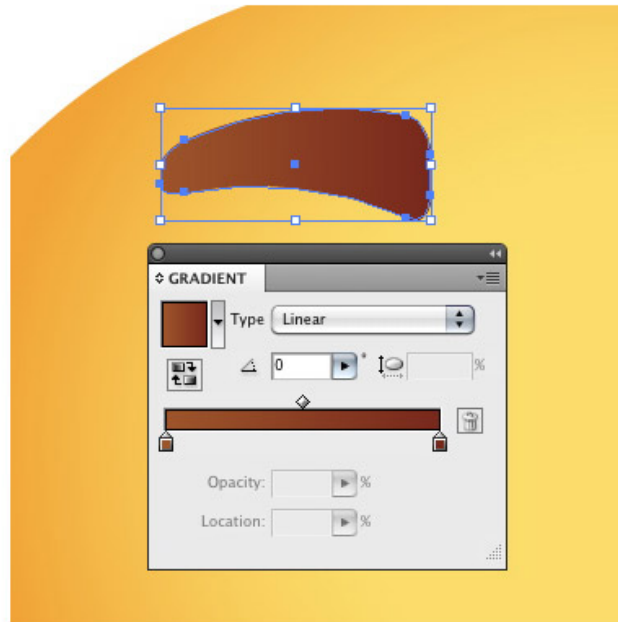 GRADIENT
Type Linear
0 ° %
Opacity: %
Location: %